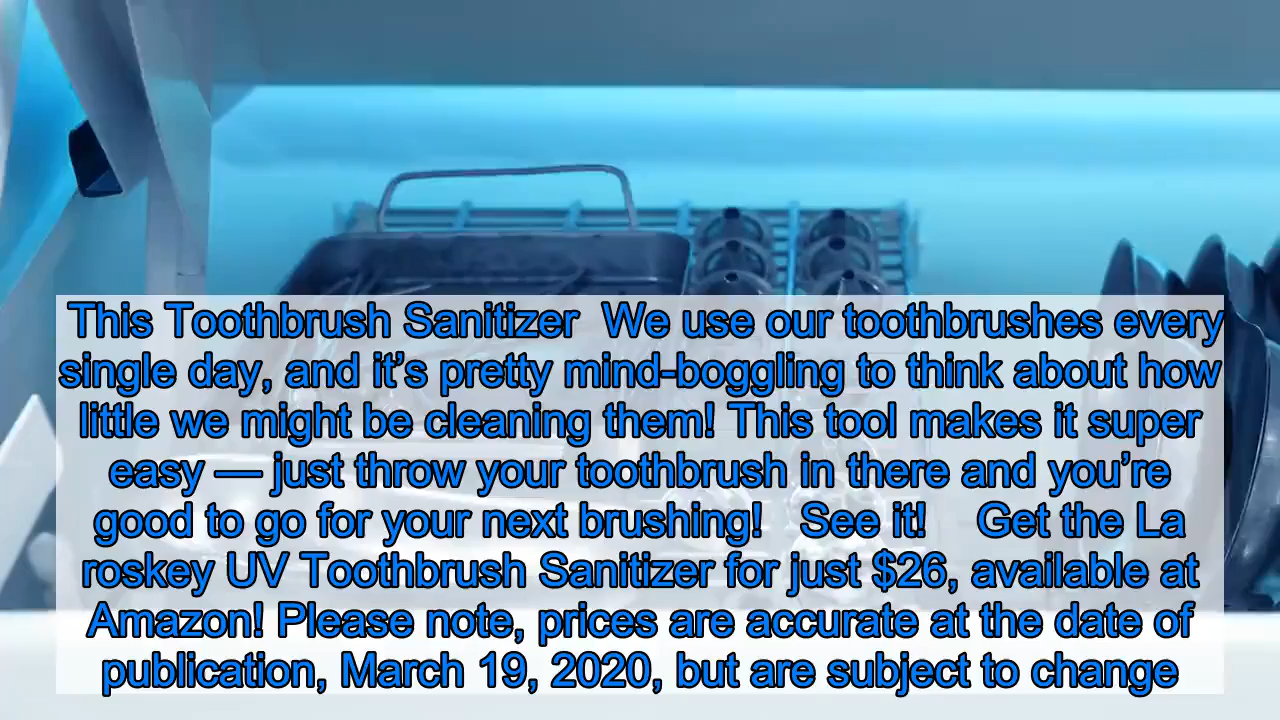 This Toothbrush Sanitizer  We use our toothbrushes every
single day, and it’s pretty mind-boggling to think about how
little we might be cleaning them! This tool makes it super
easy — just throw your toothbrush in there and you’re
good to go for your next brushing!   See it!    Get the La
roskey UV Toothbrush Sanitizer for just $26, available at
Amazon! Please note, prices are accurate at the date of
publication, March 19, 2020, but are subject to change